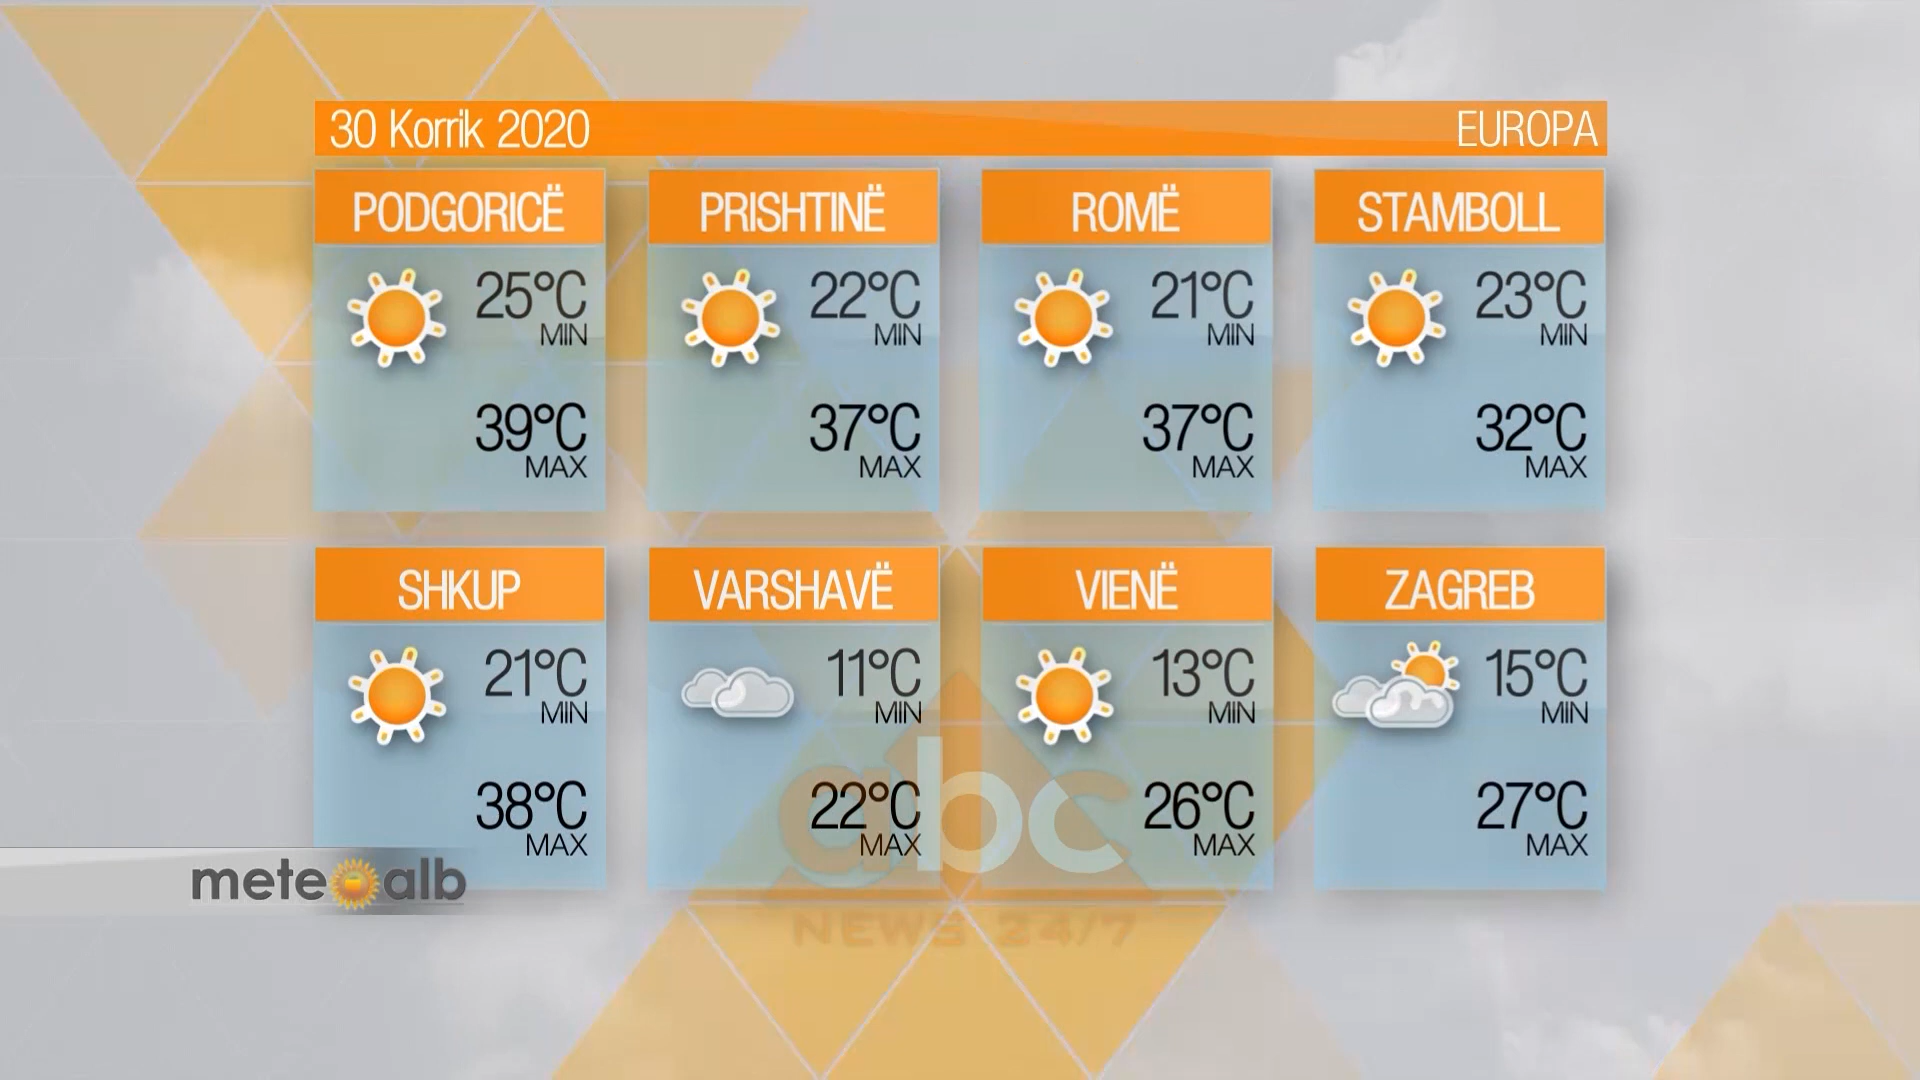 30 Korrik 2020 EUROPA
PODGORICË PRISHTINË ROMË STAMBOLL
25°C 22°C 21°C 23°C
MIN MIN MIN MIN
39°C 37°C 37°C 32°C
MAX MAX MAX MAX
SHKUP VARSHAVË VIENË ZAGREB
21°C 11°C 13°C 15°C
MIN MIN MIN MIN
38°C 22°C 26°C 27°C
MAX MAX MAX MAX
meteoalb
abc
NEWS 24/7